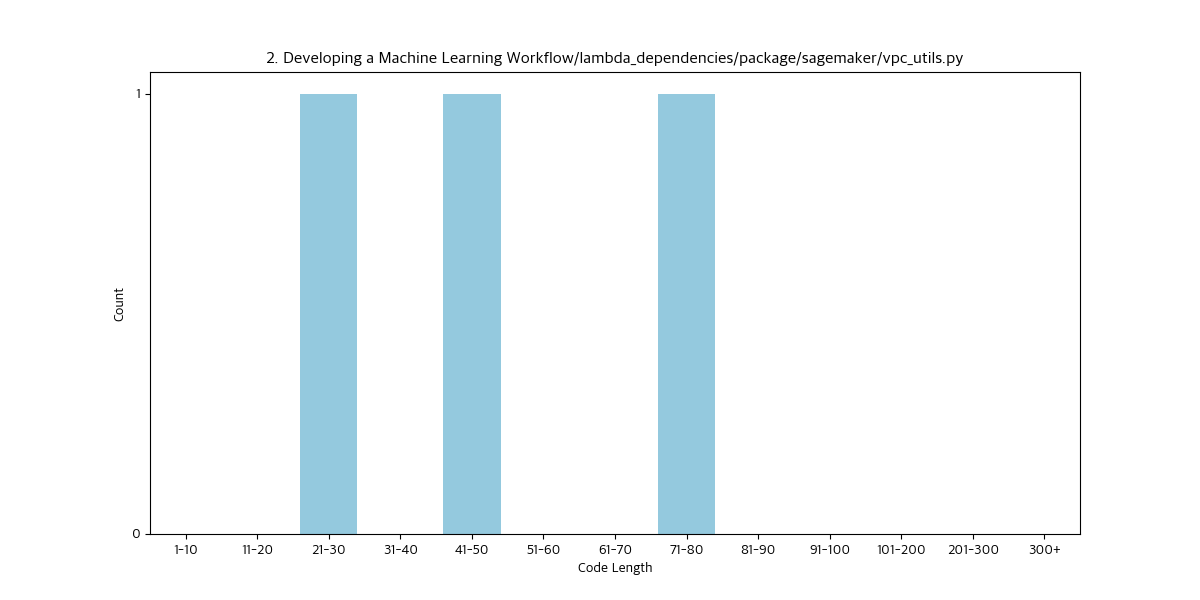 2. Developing a Machine Learning Workflow/lambda_dependencies/package/sagemaker/vpc_utils.py
1
Count
0
1-10 11-20 21-30 31-40 41-50 51-60 61-70 71-80 81-90 91-100 101-200 201-300 300+
Code Length